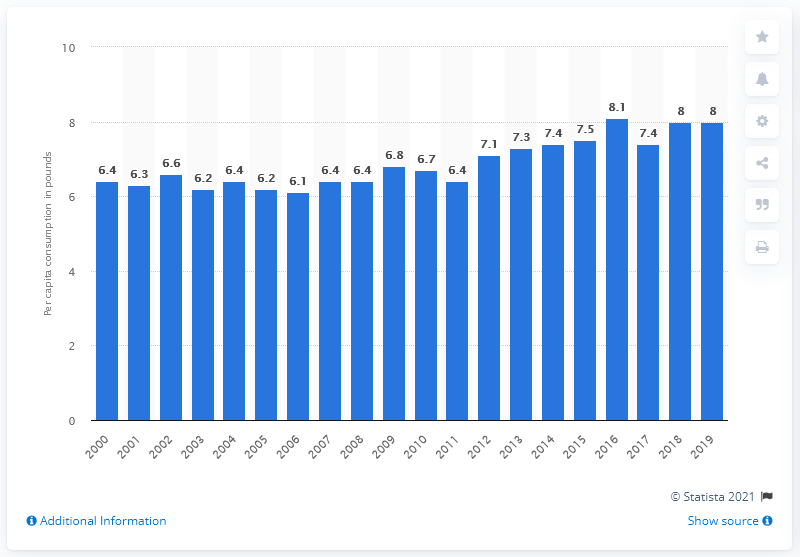 10
8
6
4
2
0
Per capita consumption in pounds
6.4 6.3 6.6 6.2 6.4 6.2 6.1 6.4 6.4 6.8 6.7 6.4 7.1 7.3 7.4 7.5 8.1 7.4 8 8
2000 2001 2002 2003 2004 2005 2006 2007 2008 2009 2010 2011 2012 2013 2014 2015 2016 2017 2018 2019
© Statista 2021
Additional Information
Show source